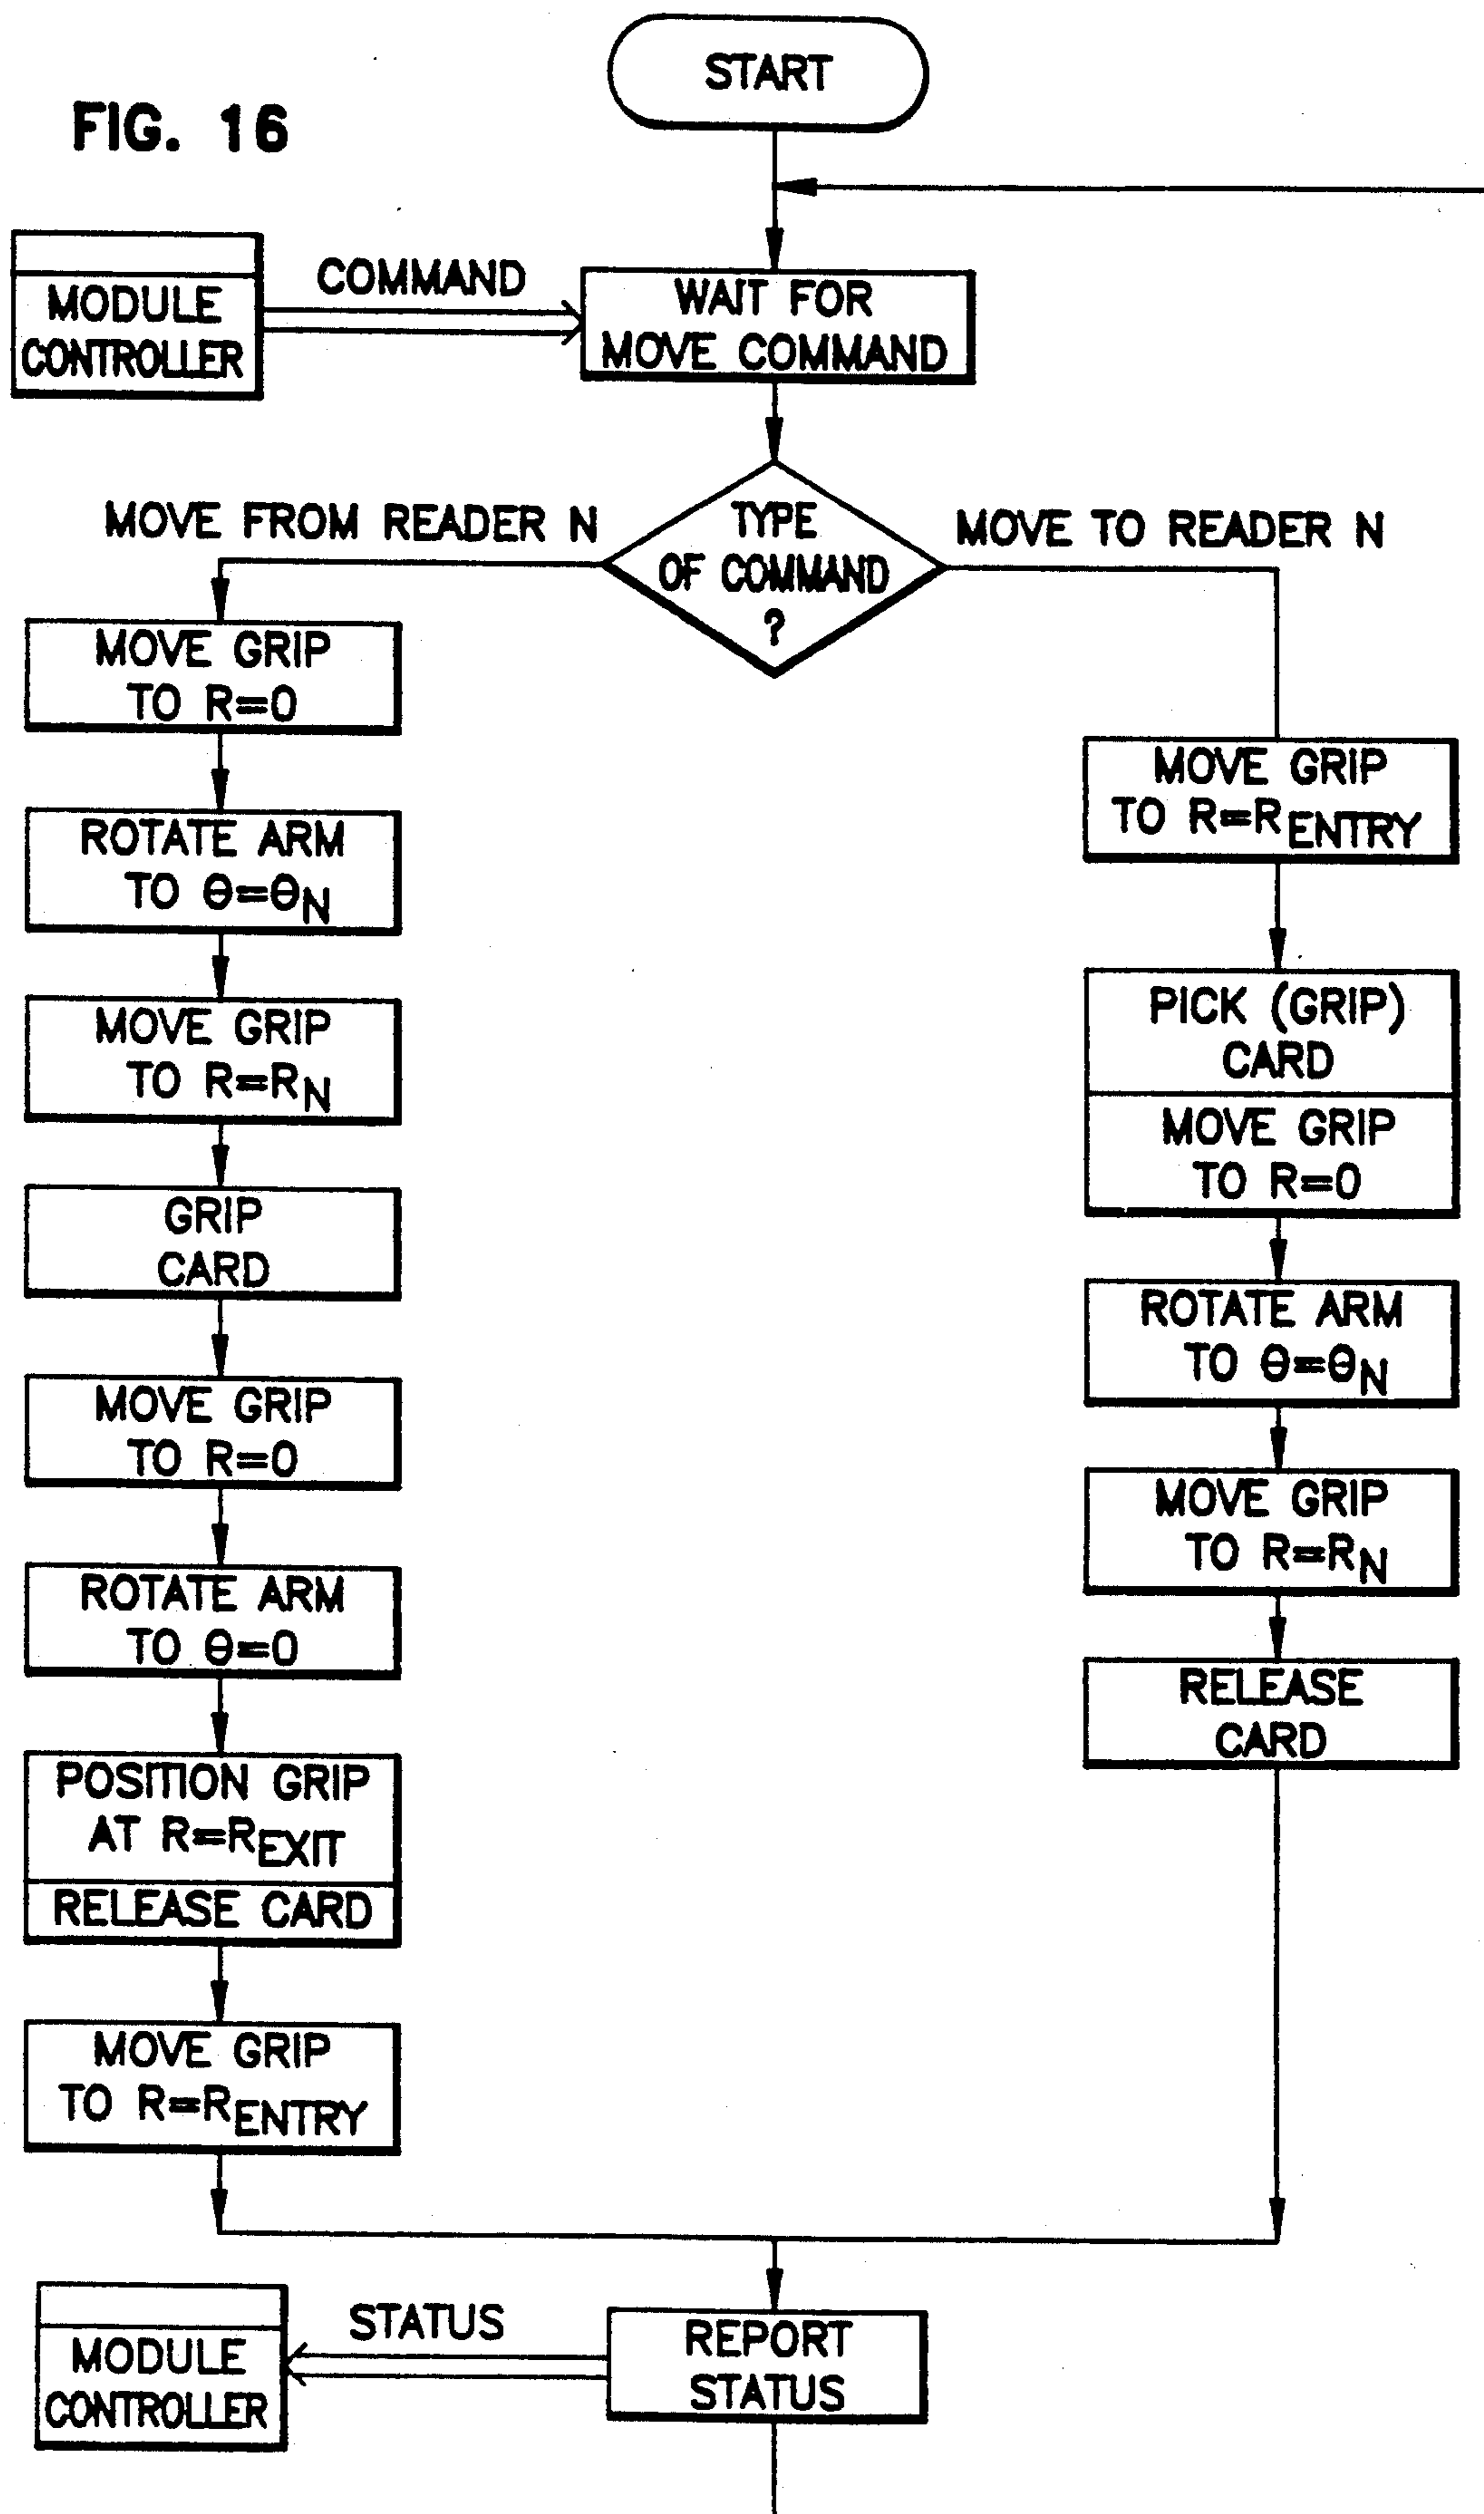 START
FIG. 16
MODULE
CONTROLLER
COMMAND
WAIT FOR
MOVE COMMAND
MOVE FROM READER N
TYPE
OF COMMAND
?
MOVE TO READER N
MOVE GRIP
TO R=0
ROTATE ARM
TO θ=θN
MOVE GRIP
TO R=RN
GRIP
CARD
MOVE GRIP
TO R=0
ROTATE ARM
TO θ=0
POSITION GRIP
AT R=REXIT
RELEASE CARD
MOVE GRIP
TO R=RENTRY
MOVE GRIP
TO R=RENTRY
PICK (GRIP)
CARD
MOVE GRIP
TO R=0
ROTATE ARM
TO θ=θN
MOVE GRIP
TO R=RN
RELEASE
CARD
MODULE
CONTROLLER
STATUS
REPORT
STATUS